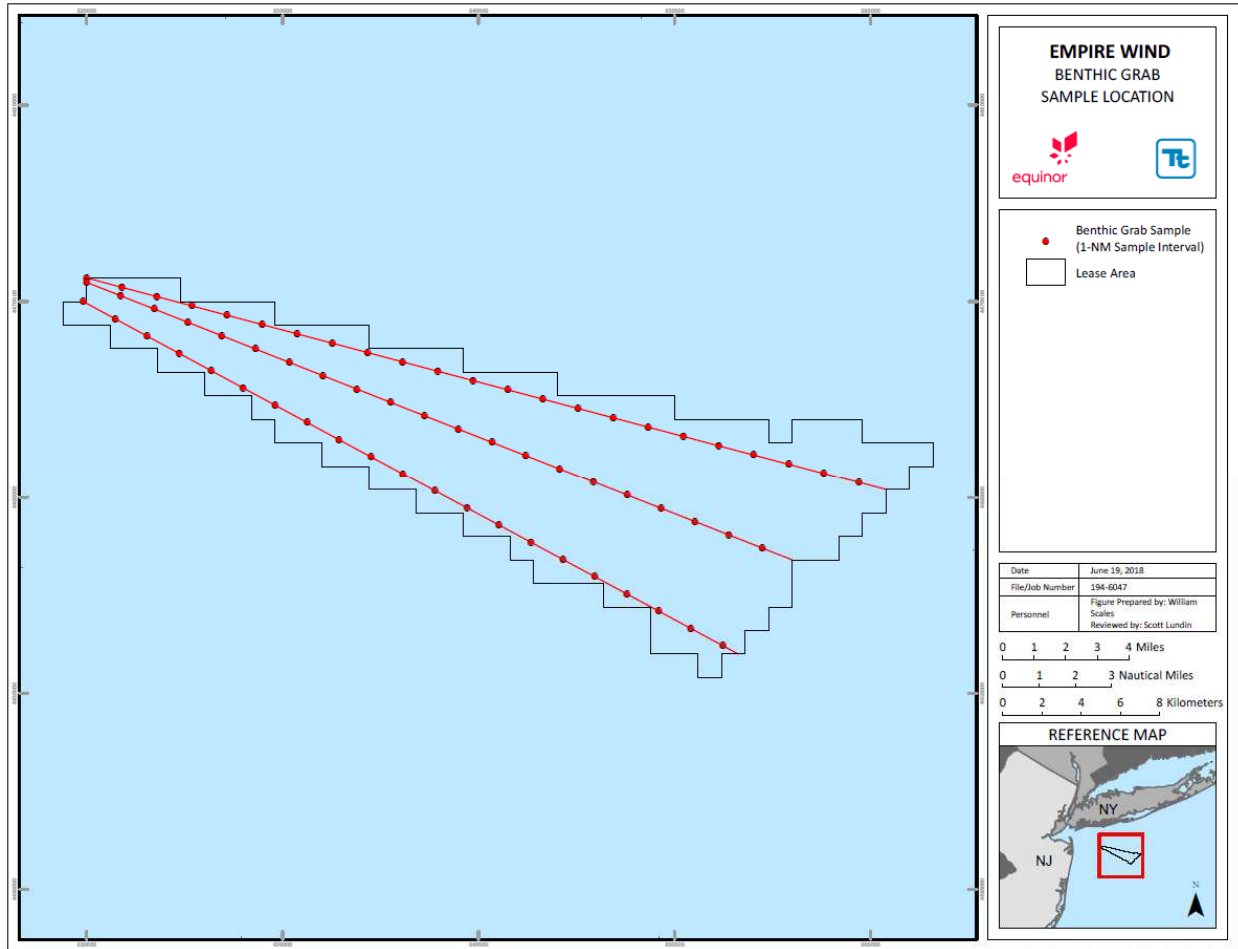 EMPIRE WIND
BENTHIC GRAB
SAMPLE LOCATION
equinor
Tt
Benthic Grab Sample
(1-NM Sample Interval)
Lease Area
Date June 19, 2018
File/Job Number 194-6047
Personnel Figure Prepared by: William
Scales
Reviewed by: Scott Lundin
0 1 2 3 4 Miles
0 1 2 3 Nautical Miles
0 2 4 6 8 Kilometers
REFERENCE MAP
NY
NJ
N